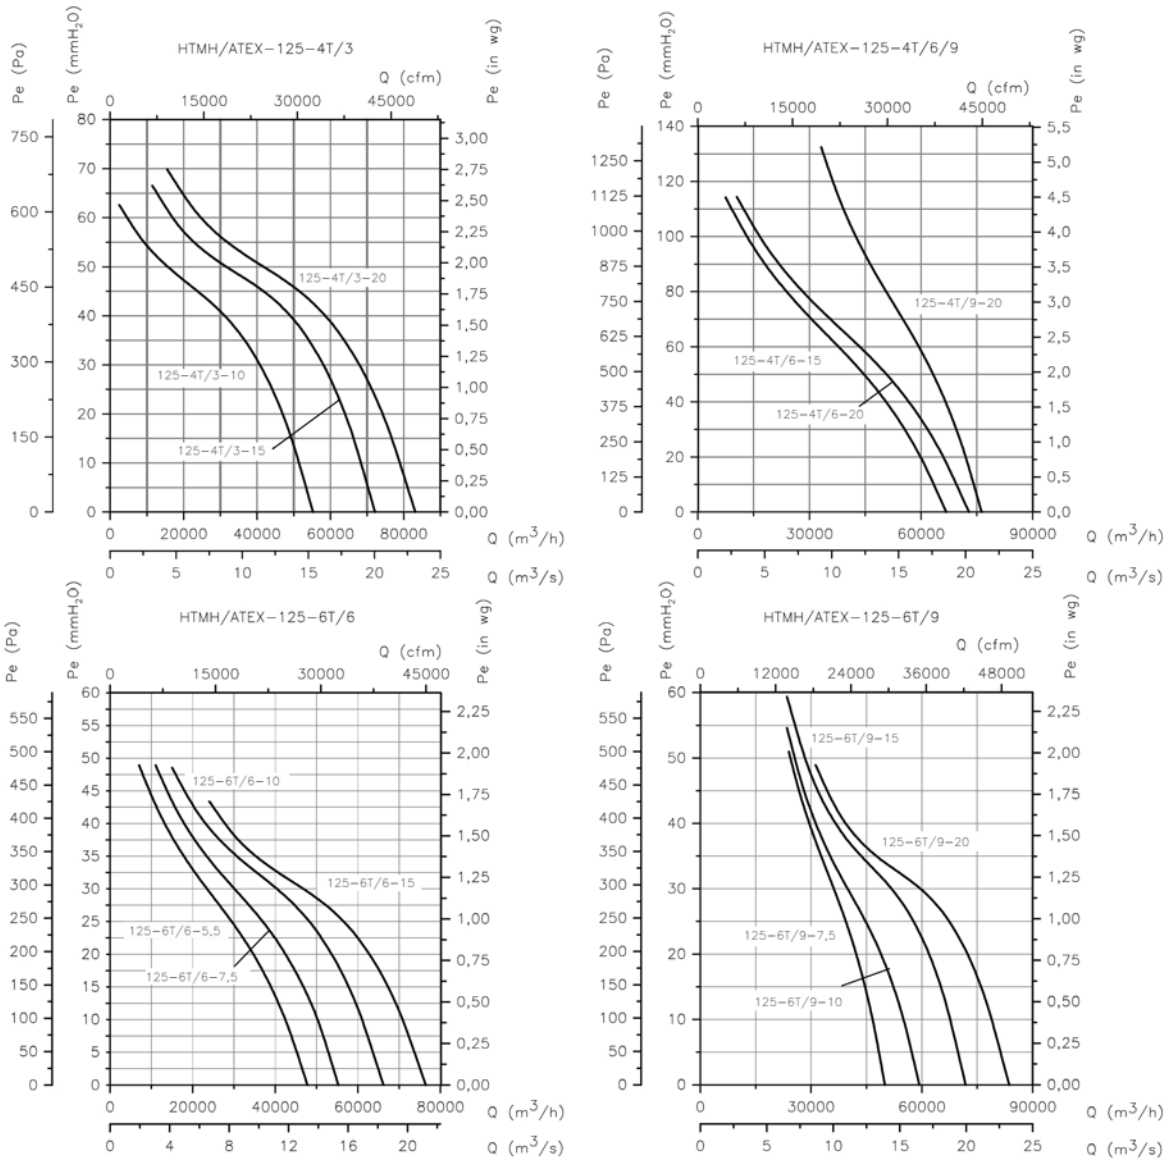 HTMH/ATEX-125-4T/3
Pe (Pa)
Pe (mmH2O)
Q (cfm)
Pe (in wg)
0 15000 30000 45000
750 600 450 300 150 0
80 70 60 50 40 30 20 10 0
3,00 2,75 2,50 2,25 2,00 1,75 1,50 1,25 1,00 0,75 0,50 0,25 0,00
125-4T/3-20
125-4T/3-10
125-4T/3-15
0 20000 40000 60000 80000 Q (m3/h)
0 5 10 15 20 25 Q (m3/s)
HTMH/ATEX-125-4T/6/9
Pe (Pa)
Pe (mmH2O)
Q (cfm)
Pe (in wg)
0 15000 30000 45000
1250 1125 1000 875 750 625 500 375 250 125 0
140 120 100 80 60 40 20 0
5,5 5,0 4,5 4,0 3,5 3,0 2,5 2,0 1,5 1,0 0,5 0,0
125-4T/9-20
125-4T/6-15
125-4T/6-20
0 30000 60000 90000 Q (m3/h)
0 5 10 15 20 25 Q (m3/s)
HTMH/ATEX-125-6T/6
Pe (Pa)
Pe (mmH2O)
Q (cfm)
Pe (in wg)
0 15000 30000 45000
550 500 450 400 350 300 250 200 150 100 50 0
60 55 50 45 40 35 30 25 20 15 10 5 0
2,25 2,00 1,75 1,50 1,25 1,00 0,75 0,50 0,25 0,00
125-6T/6-10
125-6T/6-15
125-6T/6-5,5
125-6T/6-7,5
0 20000 40000 60000 80000 Q (m3/h)
0 4 8 12 16 20 Q (m3/s)
HTMH/ATEX-125-6T/9
Pe (Pa)
Pe (mmH2O)
Q (cfm)
Pe (in wg)
0 12000 24000 36000 48000
550 500 450 400 350 300 250 200 150 100 50 0
60 50 40 30 20 10 0
2,25 2,00 1,75 1,50 1,25 1,00 0,75 0,50 0,25 0,00
125-6T/9-15
125-6T/9-20
125-6T/9-7,5
125-6T/9-10
0 30000 60000 90000 Q (m3/h)
0 5 10 15 20 25 Q (m3/s)